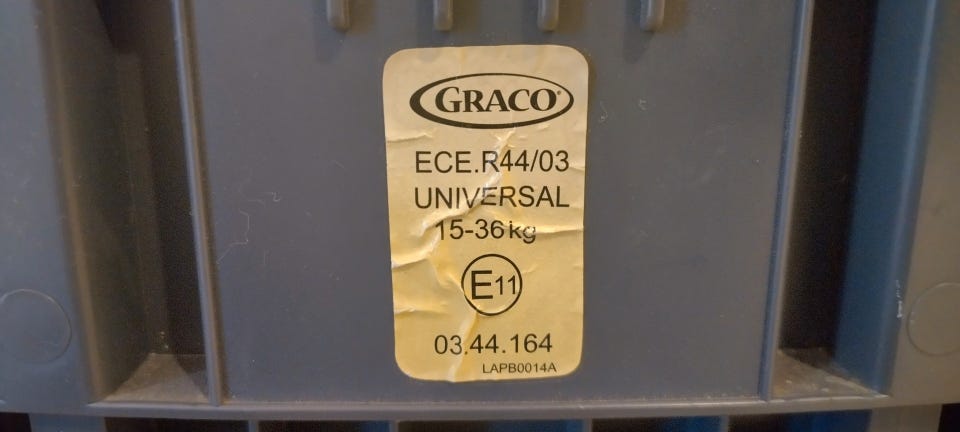 GRACO®
ECE.R44/03
UNIVERSAL
15-36kg
E11
03.44.164
LAPB0014A